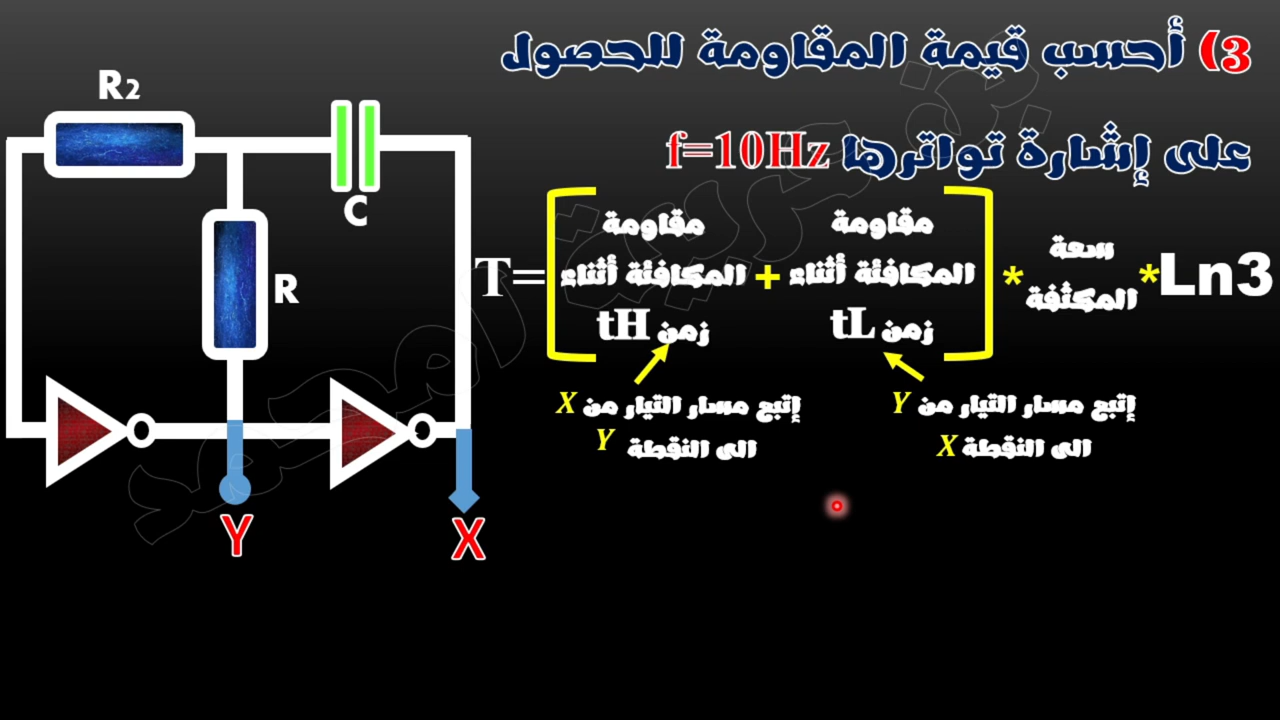 3) أحسب قيمة المقاومة للحصول
على إشارة تواترها f=10Hz
R2
C
R
T= [ مقاومة المكافئة أثناء زمن tH + مقاومة المكافئة أثناء زمن tL ] * سعة المكثفة * Ln3
إتبع مسار التيار من X
الى النقطة Y
إتبع مسار التيار من Y
الى النقطة X
Y
X